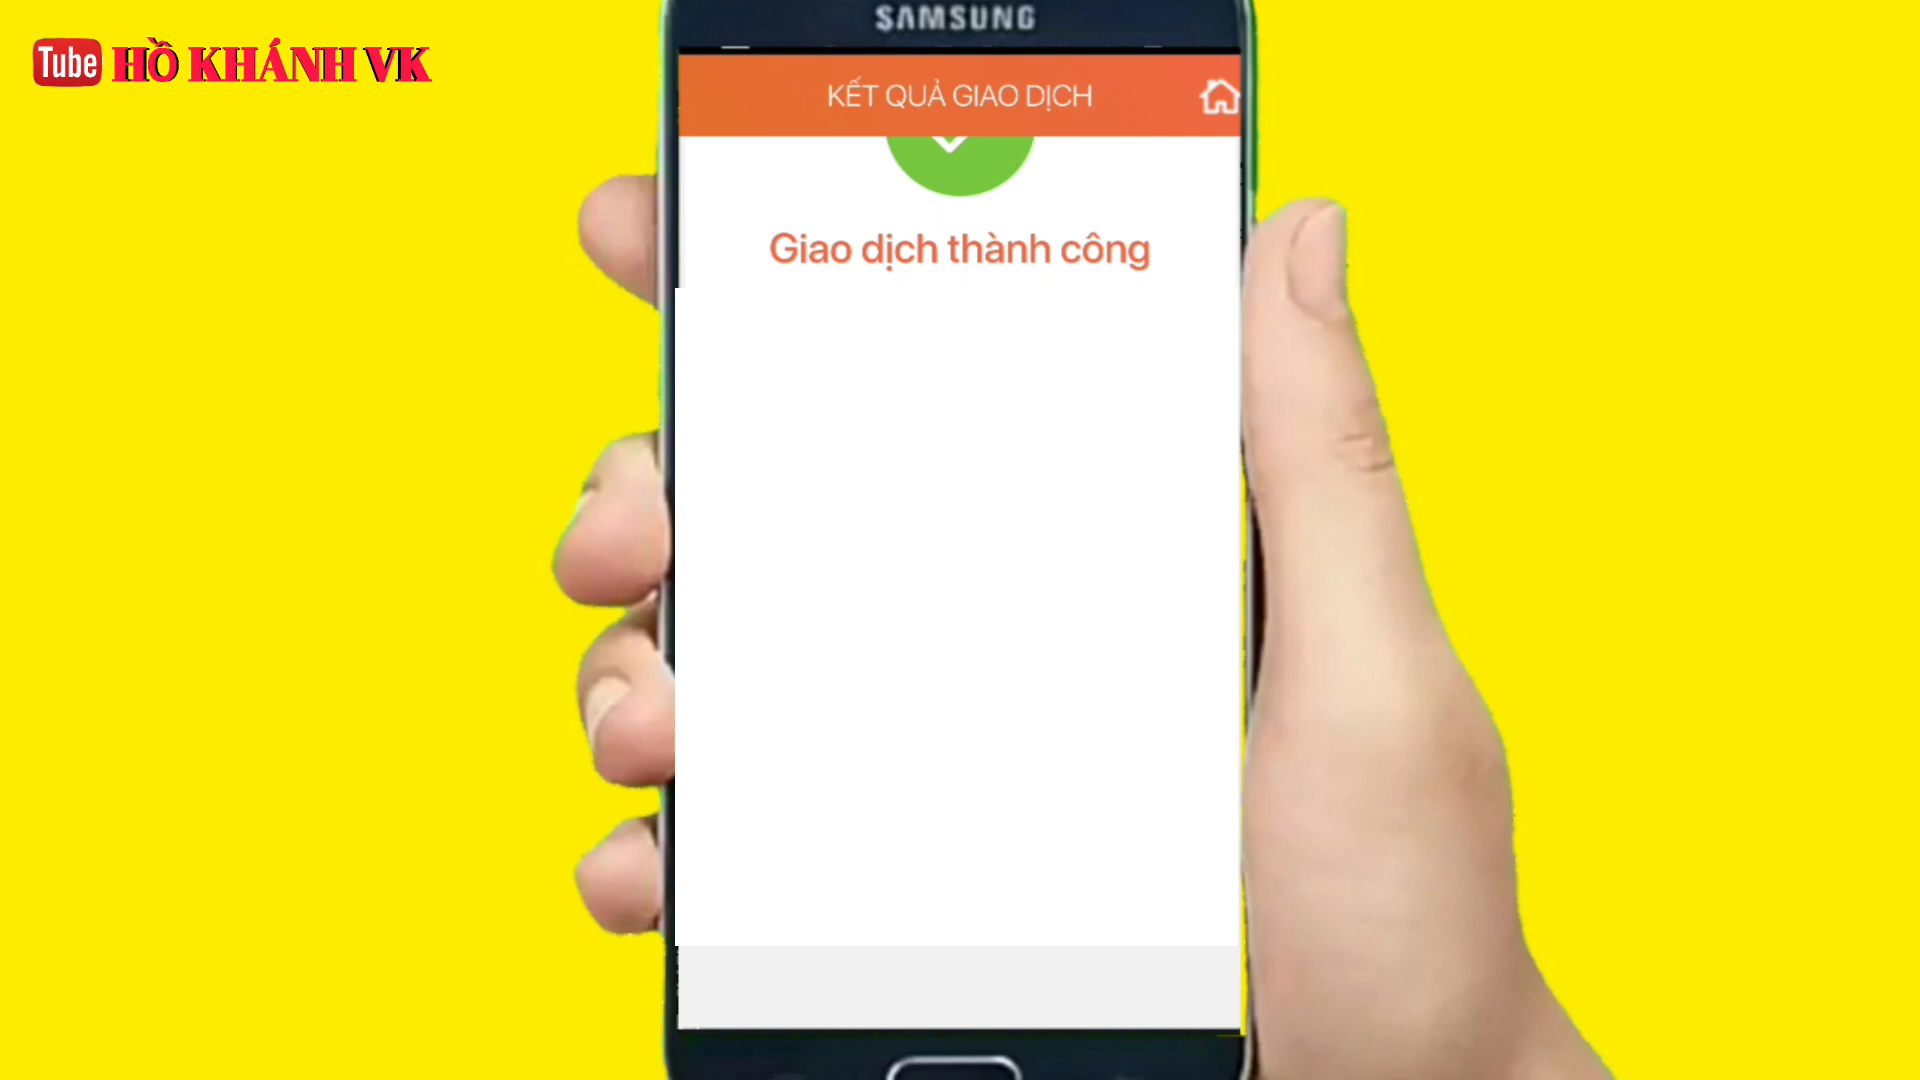 Tube HỒ KHÁNH VK
SAMSUNG
KẾT QUẢ GIAO DỊCH
Giao dịch thành công